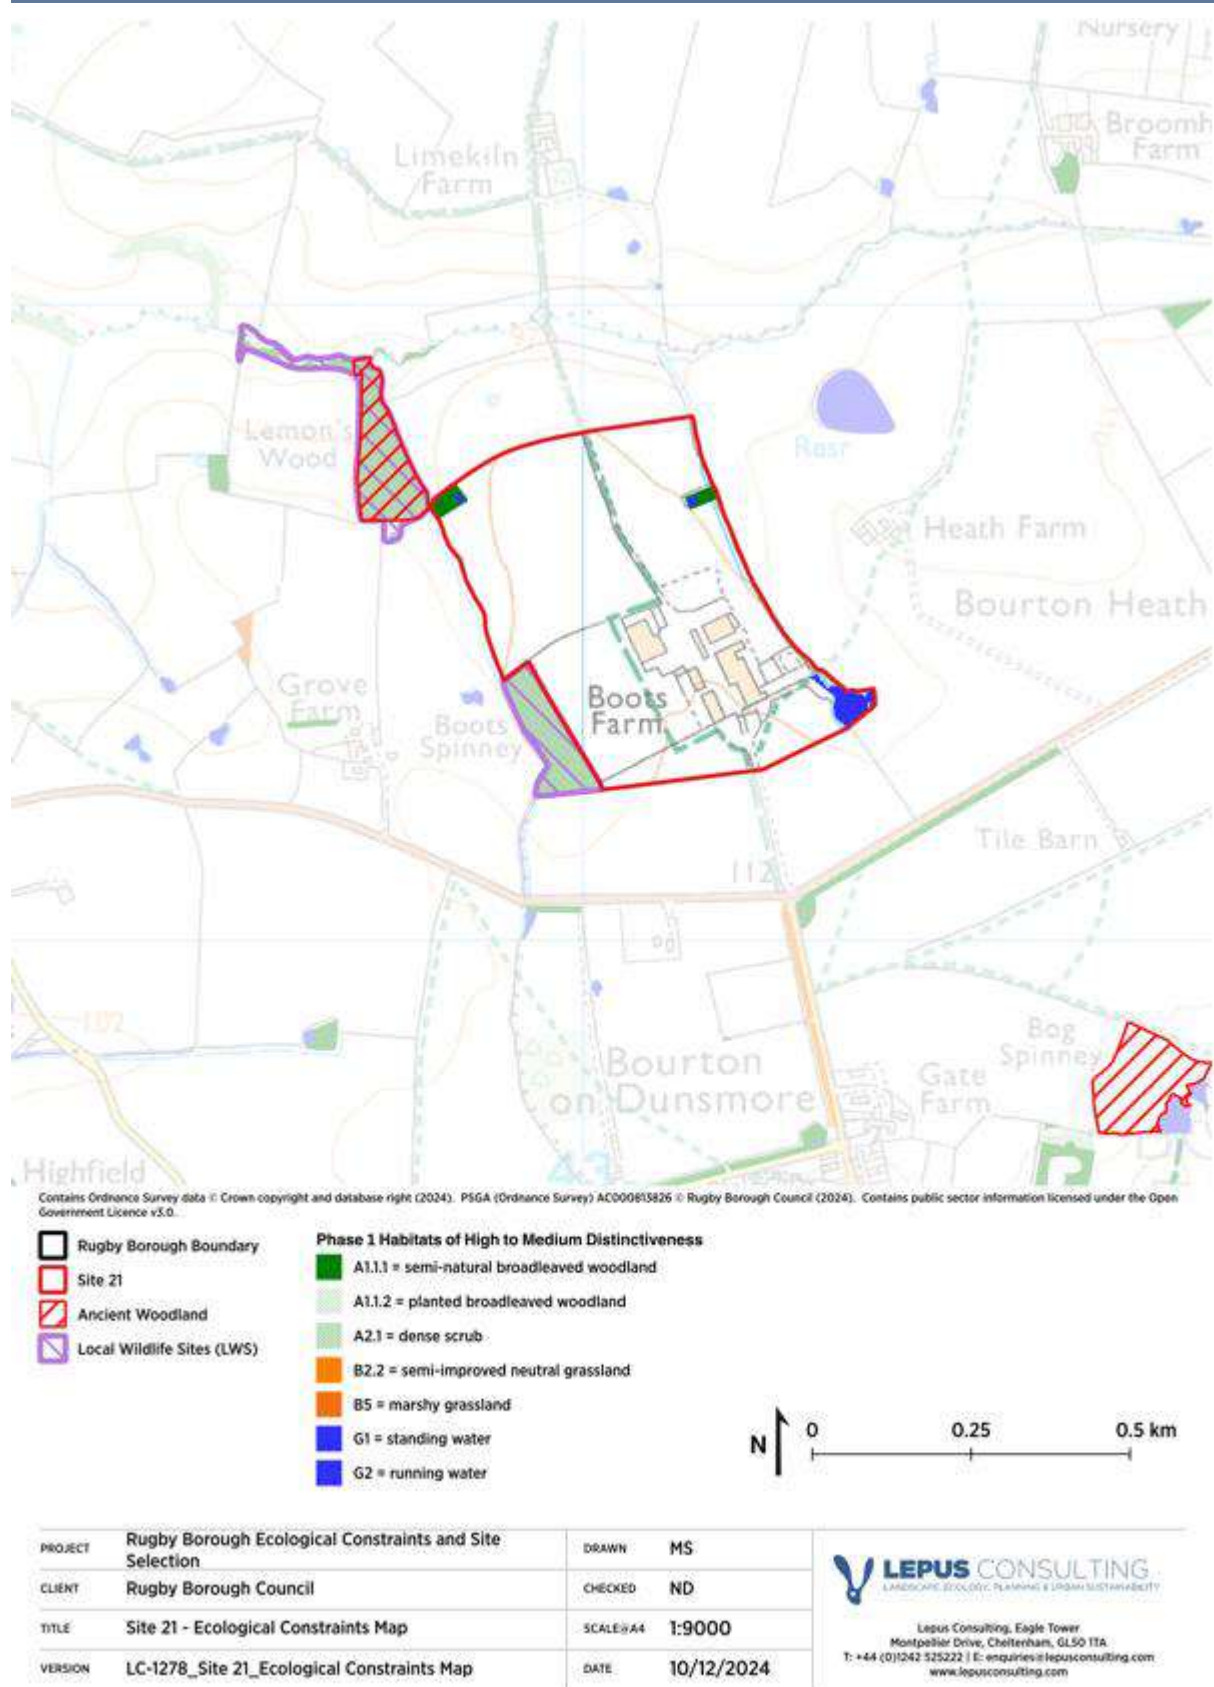 Nursery
Broomh
Farm
Limekiln
Farm
Lemon's
Wood
Resr
Heath Farm
Bourton Heath
Grove
Farm
Boots
Spinney
Boots
Farm
Tile Barn
112
102
Bog
Spinney
Bourton
on Dunsmore
Gate
Farm
Highfield
43
Contains Ordnance Survey data © Crown copyright and database right (2024). PSGA (Ordnance Survey) AC000813826 © Rugby Borough Council (2024). Contains public sector information licensed under the Open
Government Licence v3.0.
Rugby Borough Boundary
Site 21
Ancient Woodland
Local Wildlife Sites (LWS)
Phase 1 Habitats of High to Medium Distinctiveness
A1.1.1 = semi-natural broadleaved woodland
A1.1.2 = planted broadleaved woodland
A2.1 = dense scrub
B2.2 = semi-improved neutral grassland
B5 = marshy grassland
G1 = standing water
G2 = running water
N
0 0.25 0.5 km
PROJECT Rugby Borough Ecological Constraints and Site
Selection
DRAWN MS
CLIENT Rugby Borough Council
CHECKED ND
TITLE Site 21 - Ecological Constraints Map
SCALE@A4 1:9000
VERSION LC-1278_Site 21_Ecological Constraints Map
DATE 10/12/2024
LEPUS CONSULTING
LANDSCAPE, ECOLOGY, PLANNING & URBAN SUSTAINABILITY
Lepus Consulting, Eagle Tower
Montpellier Drive, Cheltenham, GL50 1TA
T: +44 (0)1242 525222 | E: enquiries@lepusconsulting.com
www.lepusconsulting.com